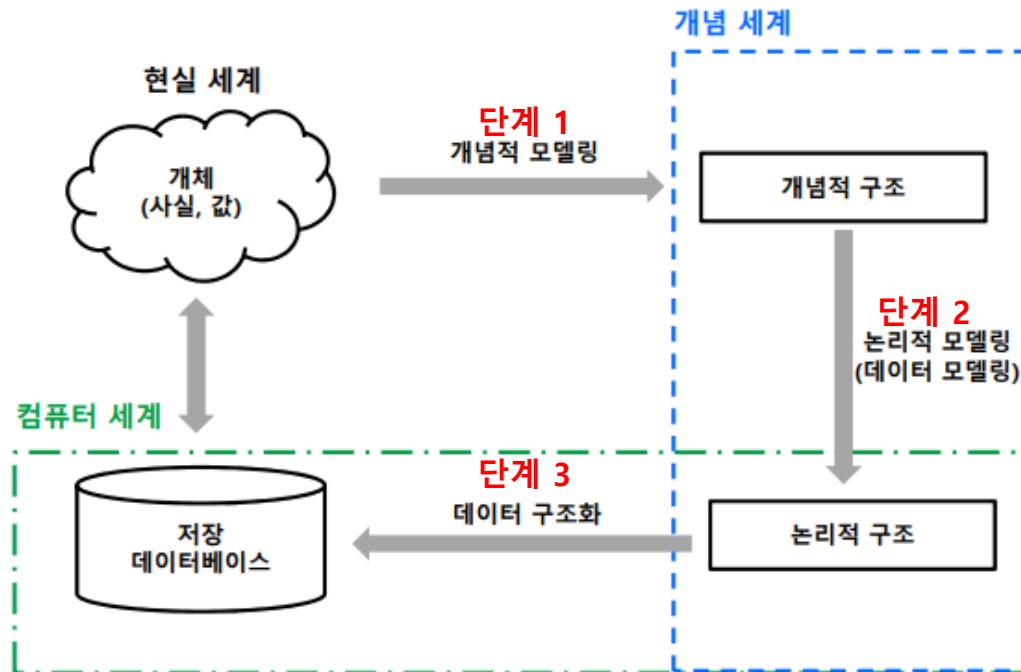 개념 세계
현실 세계
개체
(사실, 값)
단계 1
개념적 모델링
개념적 구조
단계 2
논리적 모델링
(데이터 모델링)
컴퓨터 세계
저장
데이터베이스
단계 3
데이터 구조화
논리적 구조